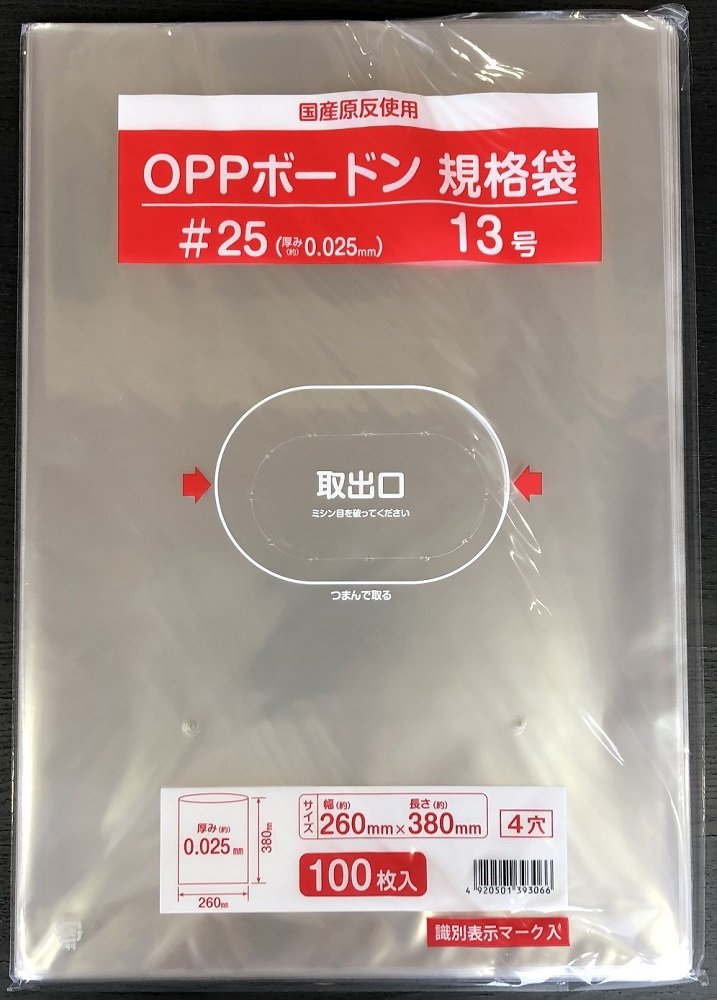 国産原反使用
OPPボードン 規格袋
#25(厚み(約)0.025mm) 13号
取出口
ミシン目を破ってください
つまんで取る
厚み(約)
0.025mm
380mm
260mm
サイズ
幅(約) 長さ(約)
260mm×380mm
4穴
100枚入
4 920501 393066
識別表示マーク入